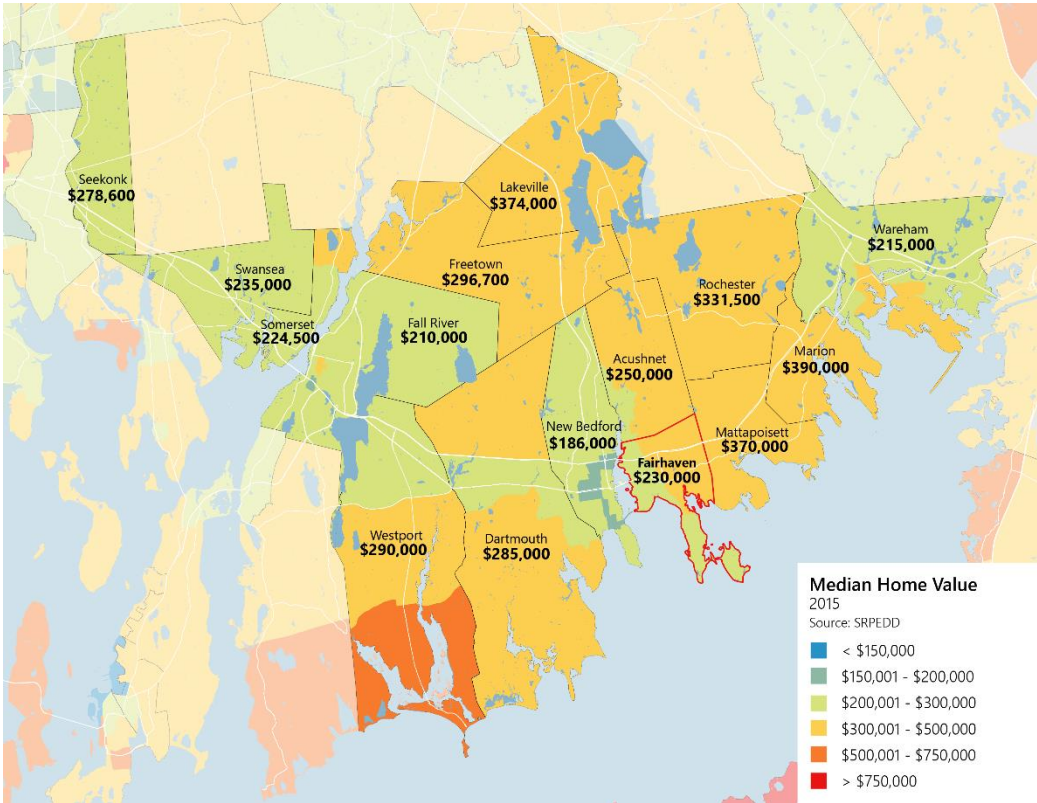 Seekonk
$278,600
Lakeville
$374,000
Wareham
$215,000
Swansea
$235,000
Freetown
$296,700
Rochester
$331,500
Somerset
$224,500
Fall River
$210,000
Acushnet
$250,000
Marion
$390,000
New Bedford
$186,000
Mattapoisett
$370,000
Fairhaven
$230,000
Westport
$290,000
Dartmouth
$285,000
Median Home Value
2015
Source: SRPEDD
< $150,000
$150,001 - $200,000
$200,001 - $300,000
$300,001 - $500,000
$500,001 - $750,000
> $750,000